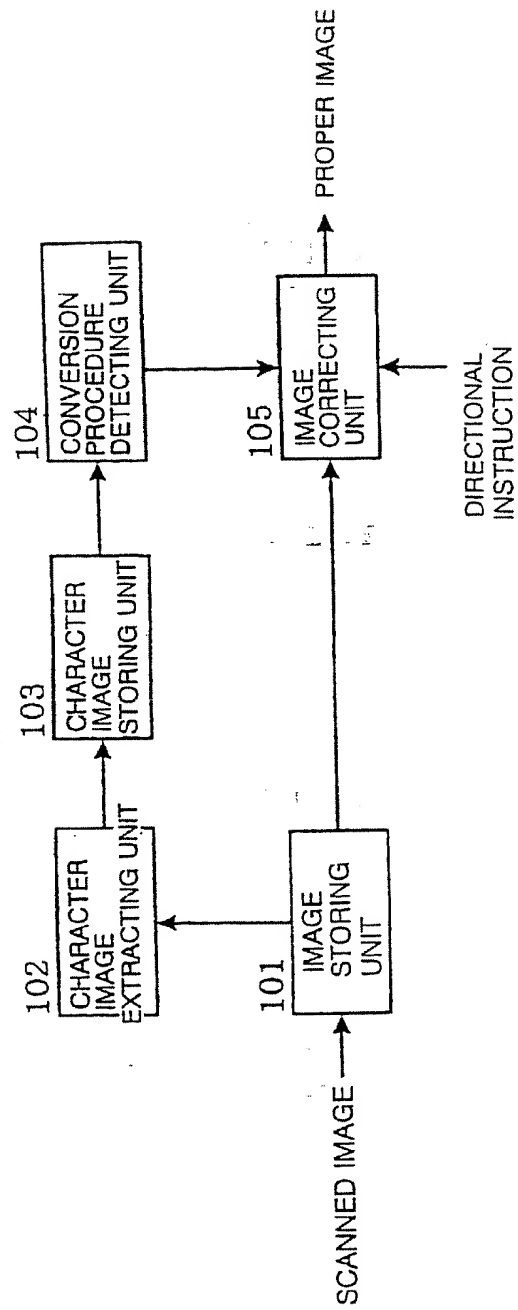 102
CHARACTER
IMAGE
EXTRACTING UNIT
103
CHARACTER
IMAGE
STORING UNIT
104
CONVERSION
PROCEDURE
DETECTING UNIT
SCANNED IMAGE
101
IMAGE
STORING
UNIT
105
IMAGE
CORRECTING
UNIT
PROPER IMAGE
DIRECTIONAL
INSTRUCTION